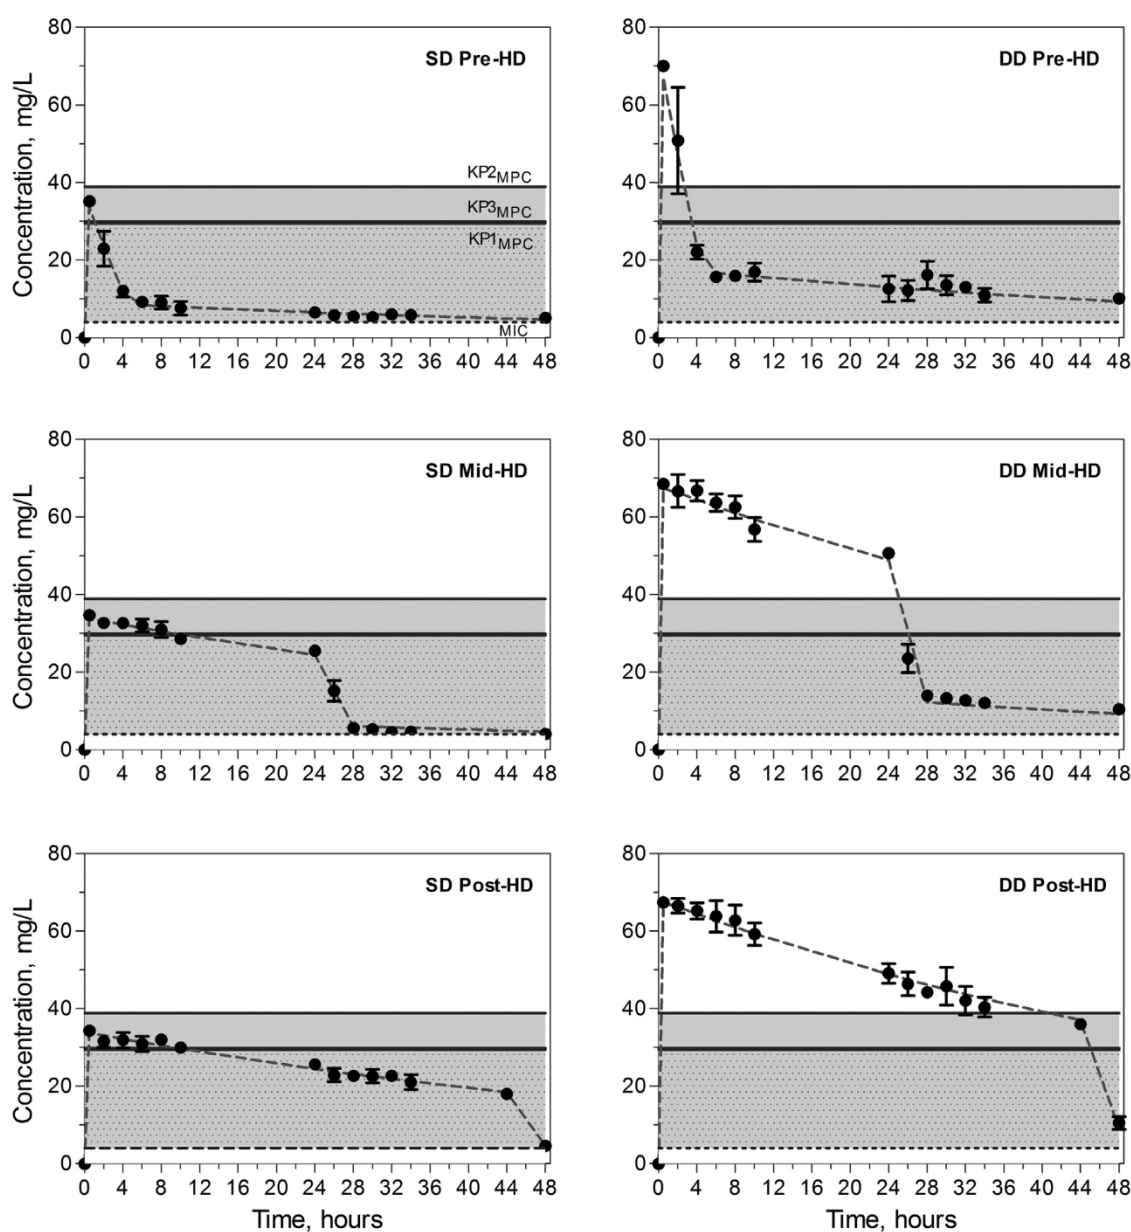 80
SD Pre-HD
60
KP2MPC
40
KP3MPC
KP1MPC
20
MIC
0
0 4 8 12 16 20 24 28 32 36 40 44 48
Concentration, mg/L
80
DD Pre-HD
60
40
20
0
0 4 8 12 16 20 24 28 32 36 40 44 48
80
SD Mid-HD
60
40
20
0
0 4 8 12 16 20 24 28 32 36 40 44 48
Concentration, mg/L
80
DD Mid-HD
60
40
20
0
0 4 8 12 16 20 24 28 32 36 40 44 48
80
SD Post-HD
60
40
20
0
0 4 8 12 16 20 24 28 32 36 40 44 48
Concentration, mg/L
Time, hours
80
DD Post-HD
60
40
20
0
0 4 8 12 16 20 24 28 32 36 40 44 48
Time, hours